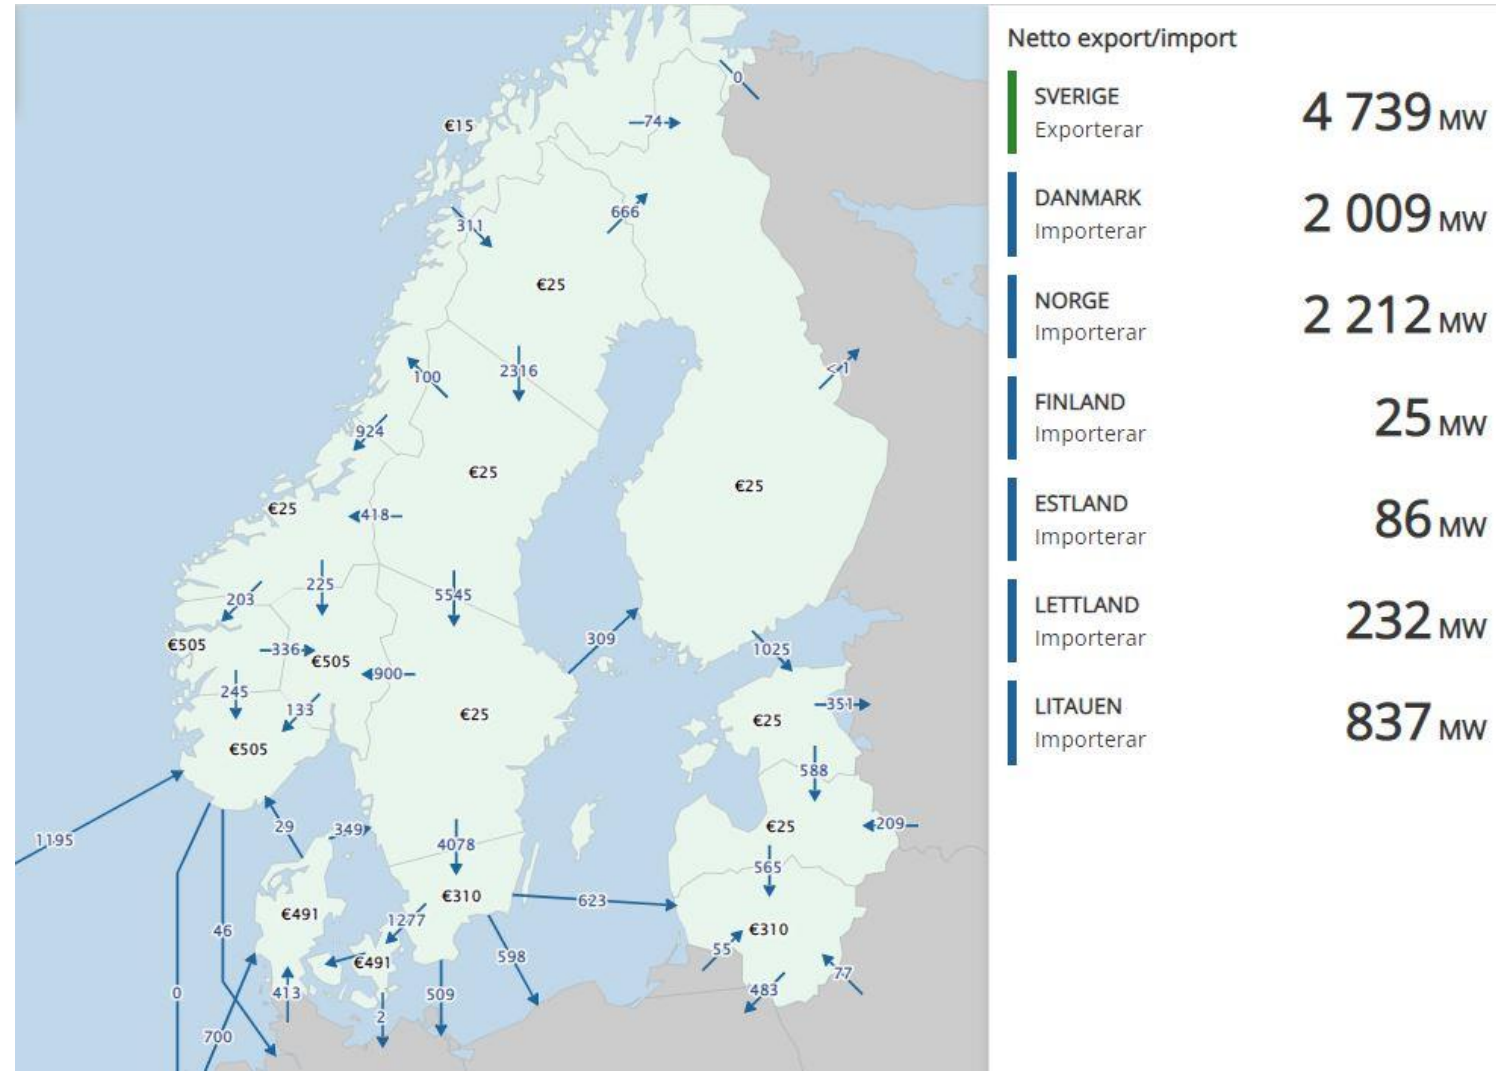 0
€15
74
311
666
€25
100
2316
<1
924
€25
€25
€25
418
225
5545
203
309
€505
336
€505
1025
900
245
€25
133
€25
351
€505
588
1195
29
349
4078
€25
209
565
€310
623
€491
1277
€310
46
598
55
€491
77
0
413
509
483
2
700
Netto export/import
SVERIGE
Exporterar
4 739 MW
DANMARK
Importerar
2 009 MW
NORGE
Importerar
2 212 MW
FINLAND
Importerar
25 MW
ESTLAND
Importerar
86 MW
LETTLAND
Importerar
232 MW
LITAUEN
Importerar
837 MW